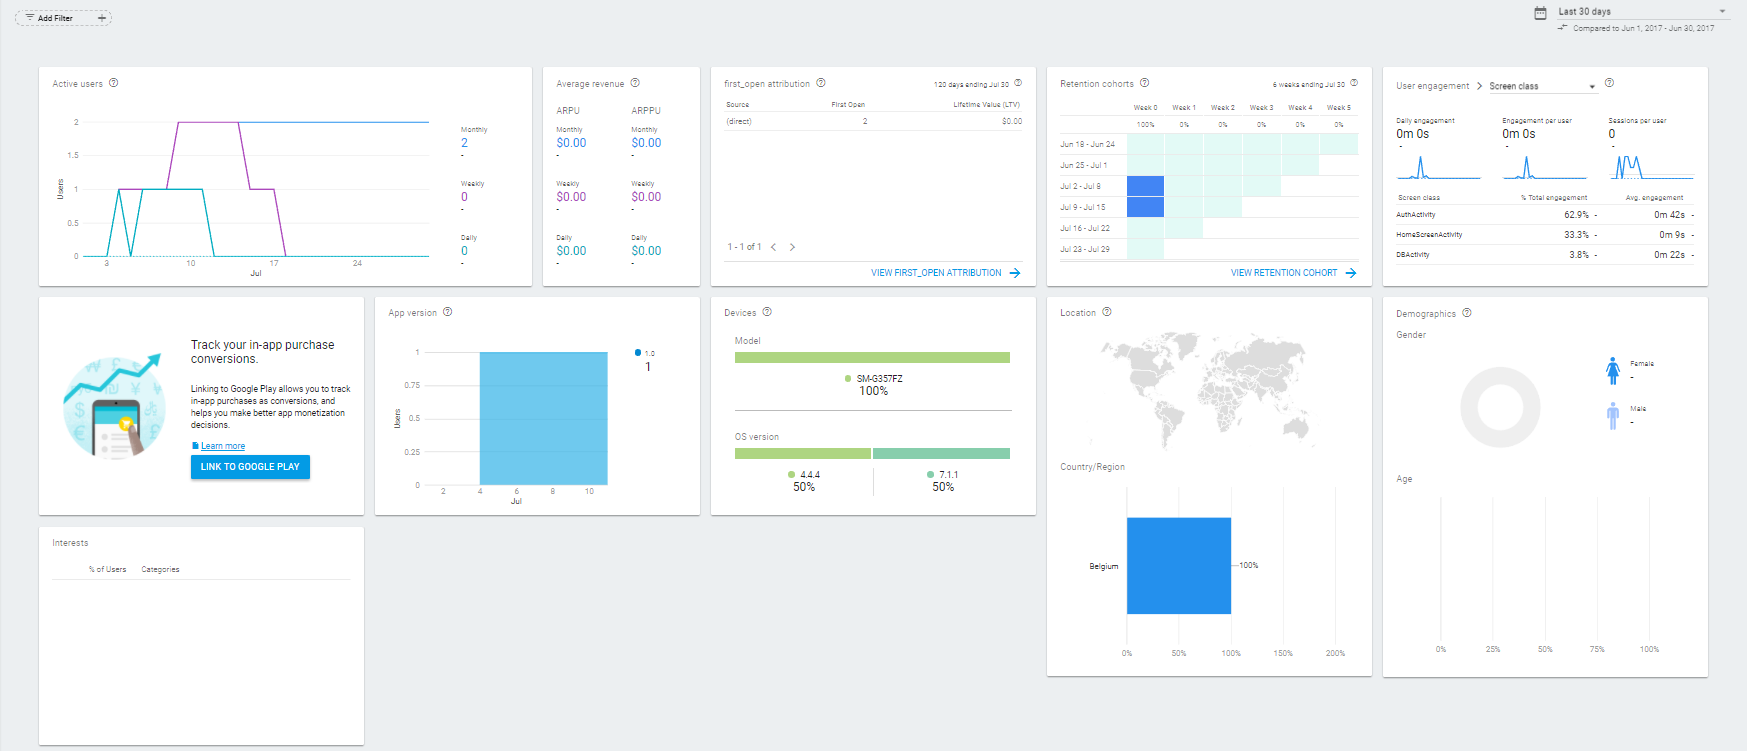 Add Filter
Last 30 days
Compared to Jun 1, 2017 - Jun 30, 2017
Active users
2
1.5
1
0.5
0
Users
3
10
17
24
Jul
Monthly
2
-
Weekly
0
-
Daily
0
-
Average revenue
ARPU ARPPU
Monthly Monthly
$0.00 $0.00
- -
Weekly Weekly
$0.00 $0.00
- -
Daily Daily
$0.00 $0.00
- -
first_open attribution
120 days ending Jul 30
Source First Open Lifetime Value (LTV)
(direct) 2 $0.00
1 - 1 of 1
VIEW FIRST_OPEN ATTRIBUTION
Retention cohorts
6 weeks ending Jul 30
Week 0 Week 1 Week 2 Week 3 Week 4 Week 5
100% 0% 0% 0% 0% 0%
Jun 18 - Jun 24
Jun 25 - Jul 1
Jul 2 - Jul 8
Jul 9 - Jul 15
Jul 16 - Jul 22
Jul 23 - Jul 29
VIEW RETENTION COHORT
User engagement Screen class
Daily engagement Engagement per user Sessions per user
0m 0s 0m 0s 0
- - -
Screen class % Total engagement Avg. engagement
AuthActivity 62.9% - 0m 42s -
HomeScreenActivity 33.3% - 0m 9s -
DBActivity 3.8% - 0m 22s -
Track your in-app purchase
conversions.
Linking to Google Play allows you to track
in-app purchases as conversions, and
helps you make better app monetization
decisions.
Learn more
LINK TO GOOGLE PLAY
App version
1
0.75
0.5
0.25
0
Users
2 4 6 8 10
Jul
1.0
1
Devices
Model
SM-G357FZ
100%
OS version
4.4.4 7.1.1
50% 50%
Location
Country/Region
Belgium
100%
0% 50% 100% 150% 200%
Demographics
Gender
Female
-
Male
-
Age
0% 25% 50% 75% 100%
Interests
% of Users Categories